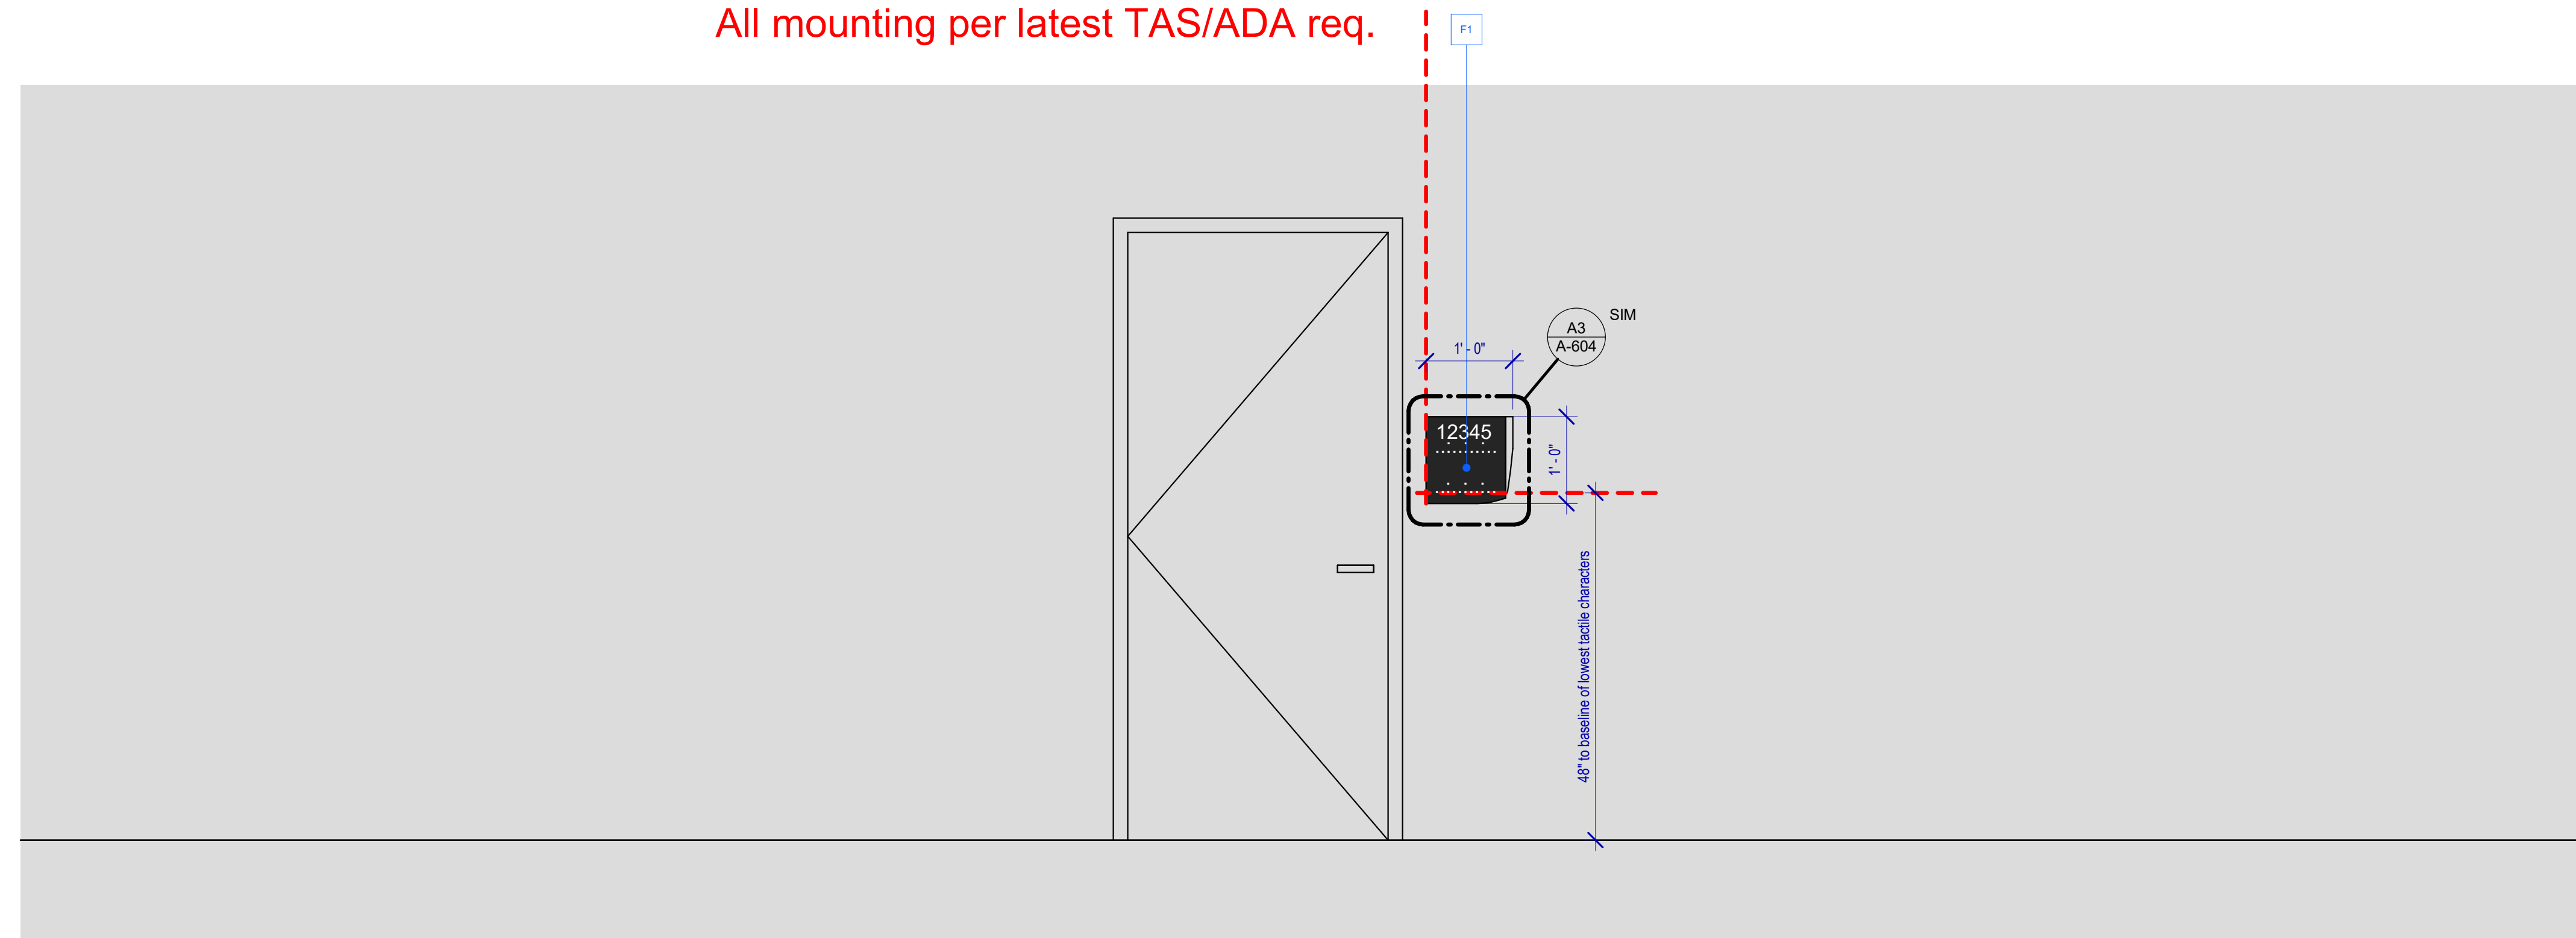 All mounting per latest TAS/ADA req.
F1
SIM
A3
A-604
1' - 0"
12345
1' - 0"
48" to baseline of lowest tactile characters